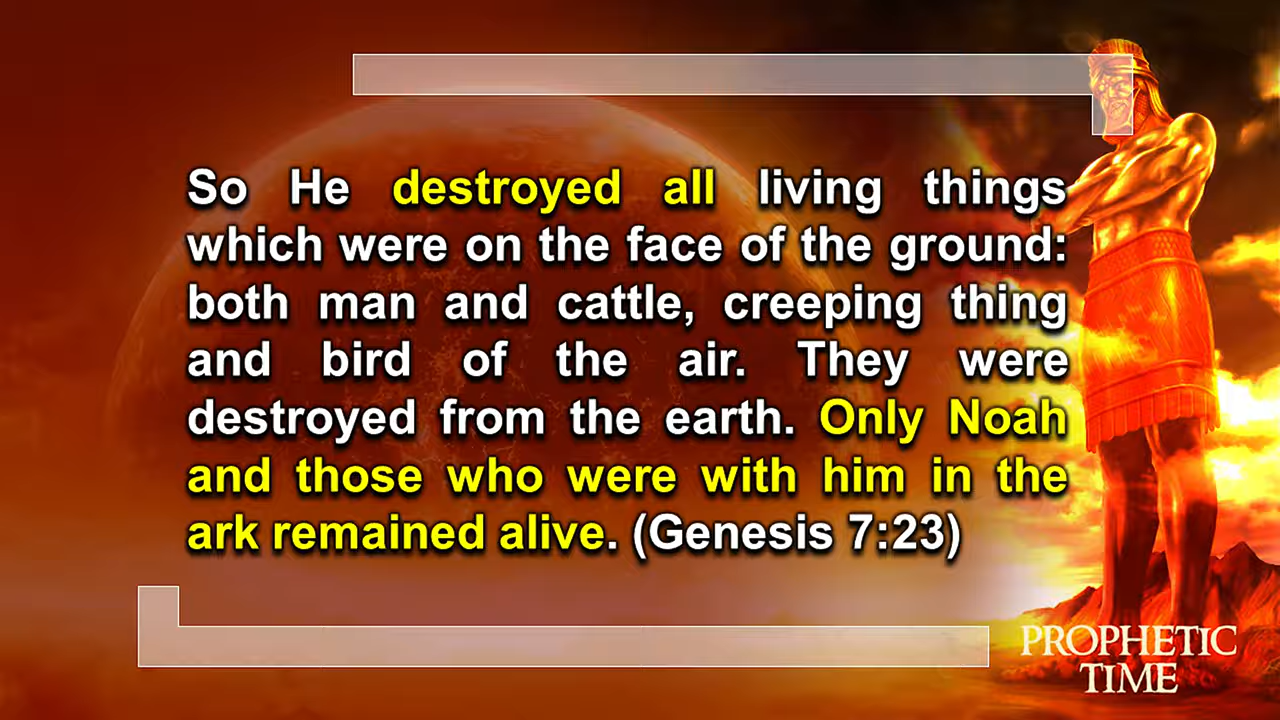 So He destroyed all living things
which were on the face of the ground:
both man and cattle, creeping thing
and bird of the air. They were
destroyed from the earth. Only Noah
and those who were with him in the
ark remained alive. (Genesis 7:23)
PROPHETIC
TIME